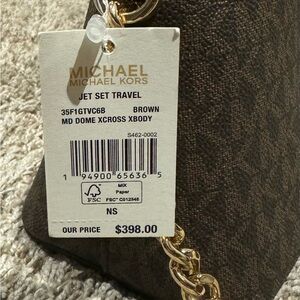 MICHAEL
MICHAEL KORS
JET SET TRAVEL
35F1GTVC6B BROWN
MD DOME XCROSS XBODY
S462-0002
1 94900 65636 5
FSC
MIX
Paper
FSC® C012545
NS
OUR PRICE $398.00